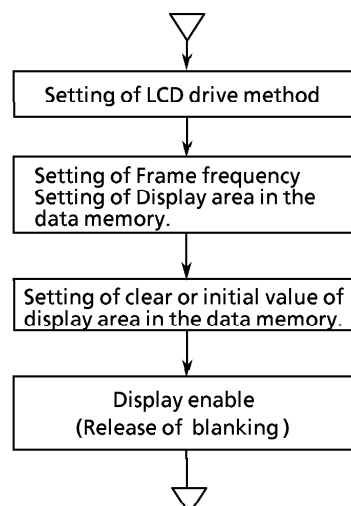 Setting of LCD drive method
Setting of Frame frequency
Setting of Display area in the
data memory.
Setting of clear or initial value of
display area in the data memory.
Display enable
(Release of blanking)